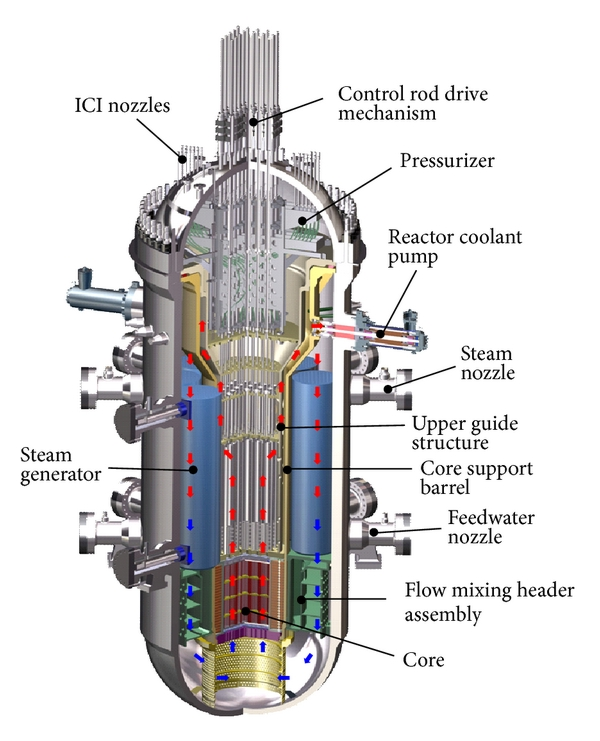 ICI nozzles
Control rod drive
mechanism
Pressurizer
Reactor coolant
pump
Steam
nozzle
Upper guide
structure
Steam
generator
Core support
barrel
Feedwater
nozzle
Flow mixing header
assembly
Core